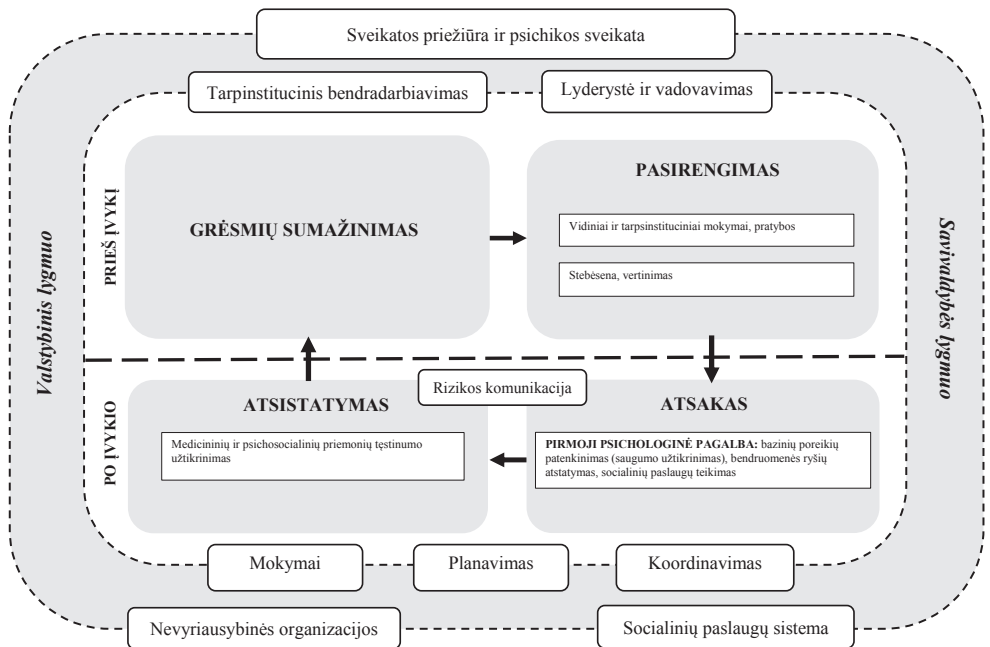 Sveikatos priežiūra ir psichikos sveikata
Tarpinstitucinis bendradarbiavimas
Lyderystė ir vadovavimas
Valstybinis lygmuo
PRIEŠ ĮVYKĮ
GRĖSMIŲ SUMAŽINIMAS
PASIRENGIMAS
Vidiniai ir tarpsinstituciniai mokymai, pratybos
Stebėsena, vertinimas
Savivaldybės lygmuo
Rizikos komunikacija
PO ĮVYKIO
ATSISTATYMAS
Medicininių ir psichosocialinių priemonių tęstinumo
užtikrinimas
ATSAKAS
PIRMOJI PSICHOLOGINĖ PAGALBA: bazinių poreikių
patenkinimas (saugumo užtikrinimas), bendruomenės ryšių
atstatymas, socialinių paslaugų teikimas
Mokymai
Planavimas
Koordinavimas
Nevyriausybinės organizacijos
Socialinių paslaugų sistema